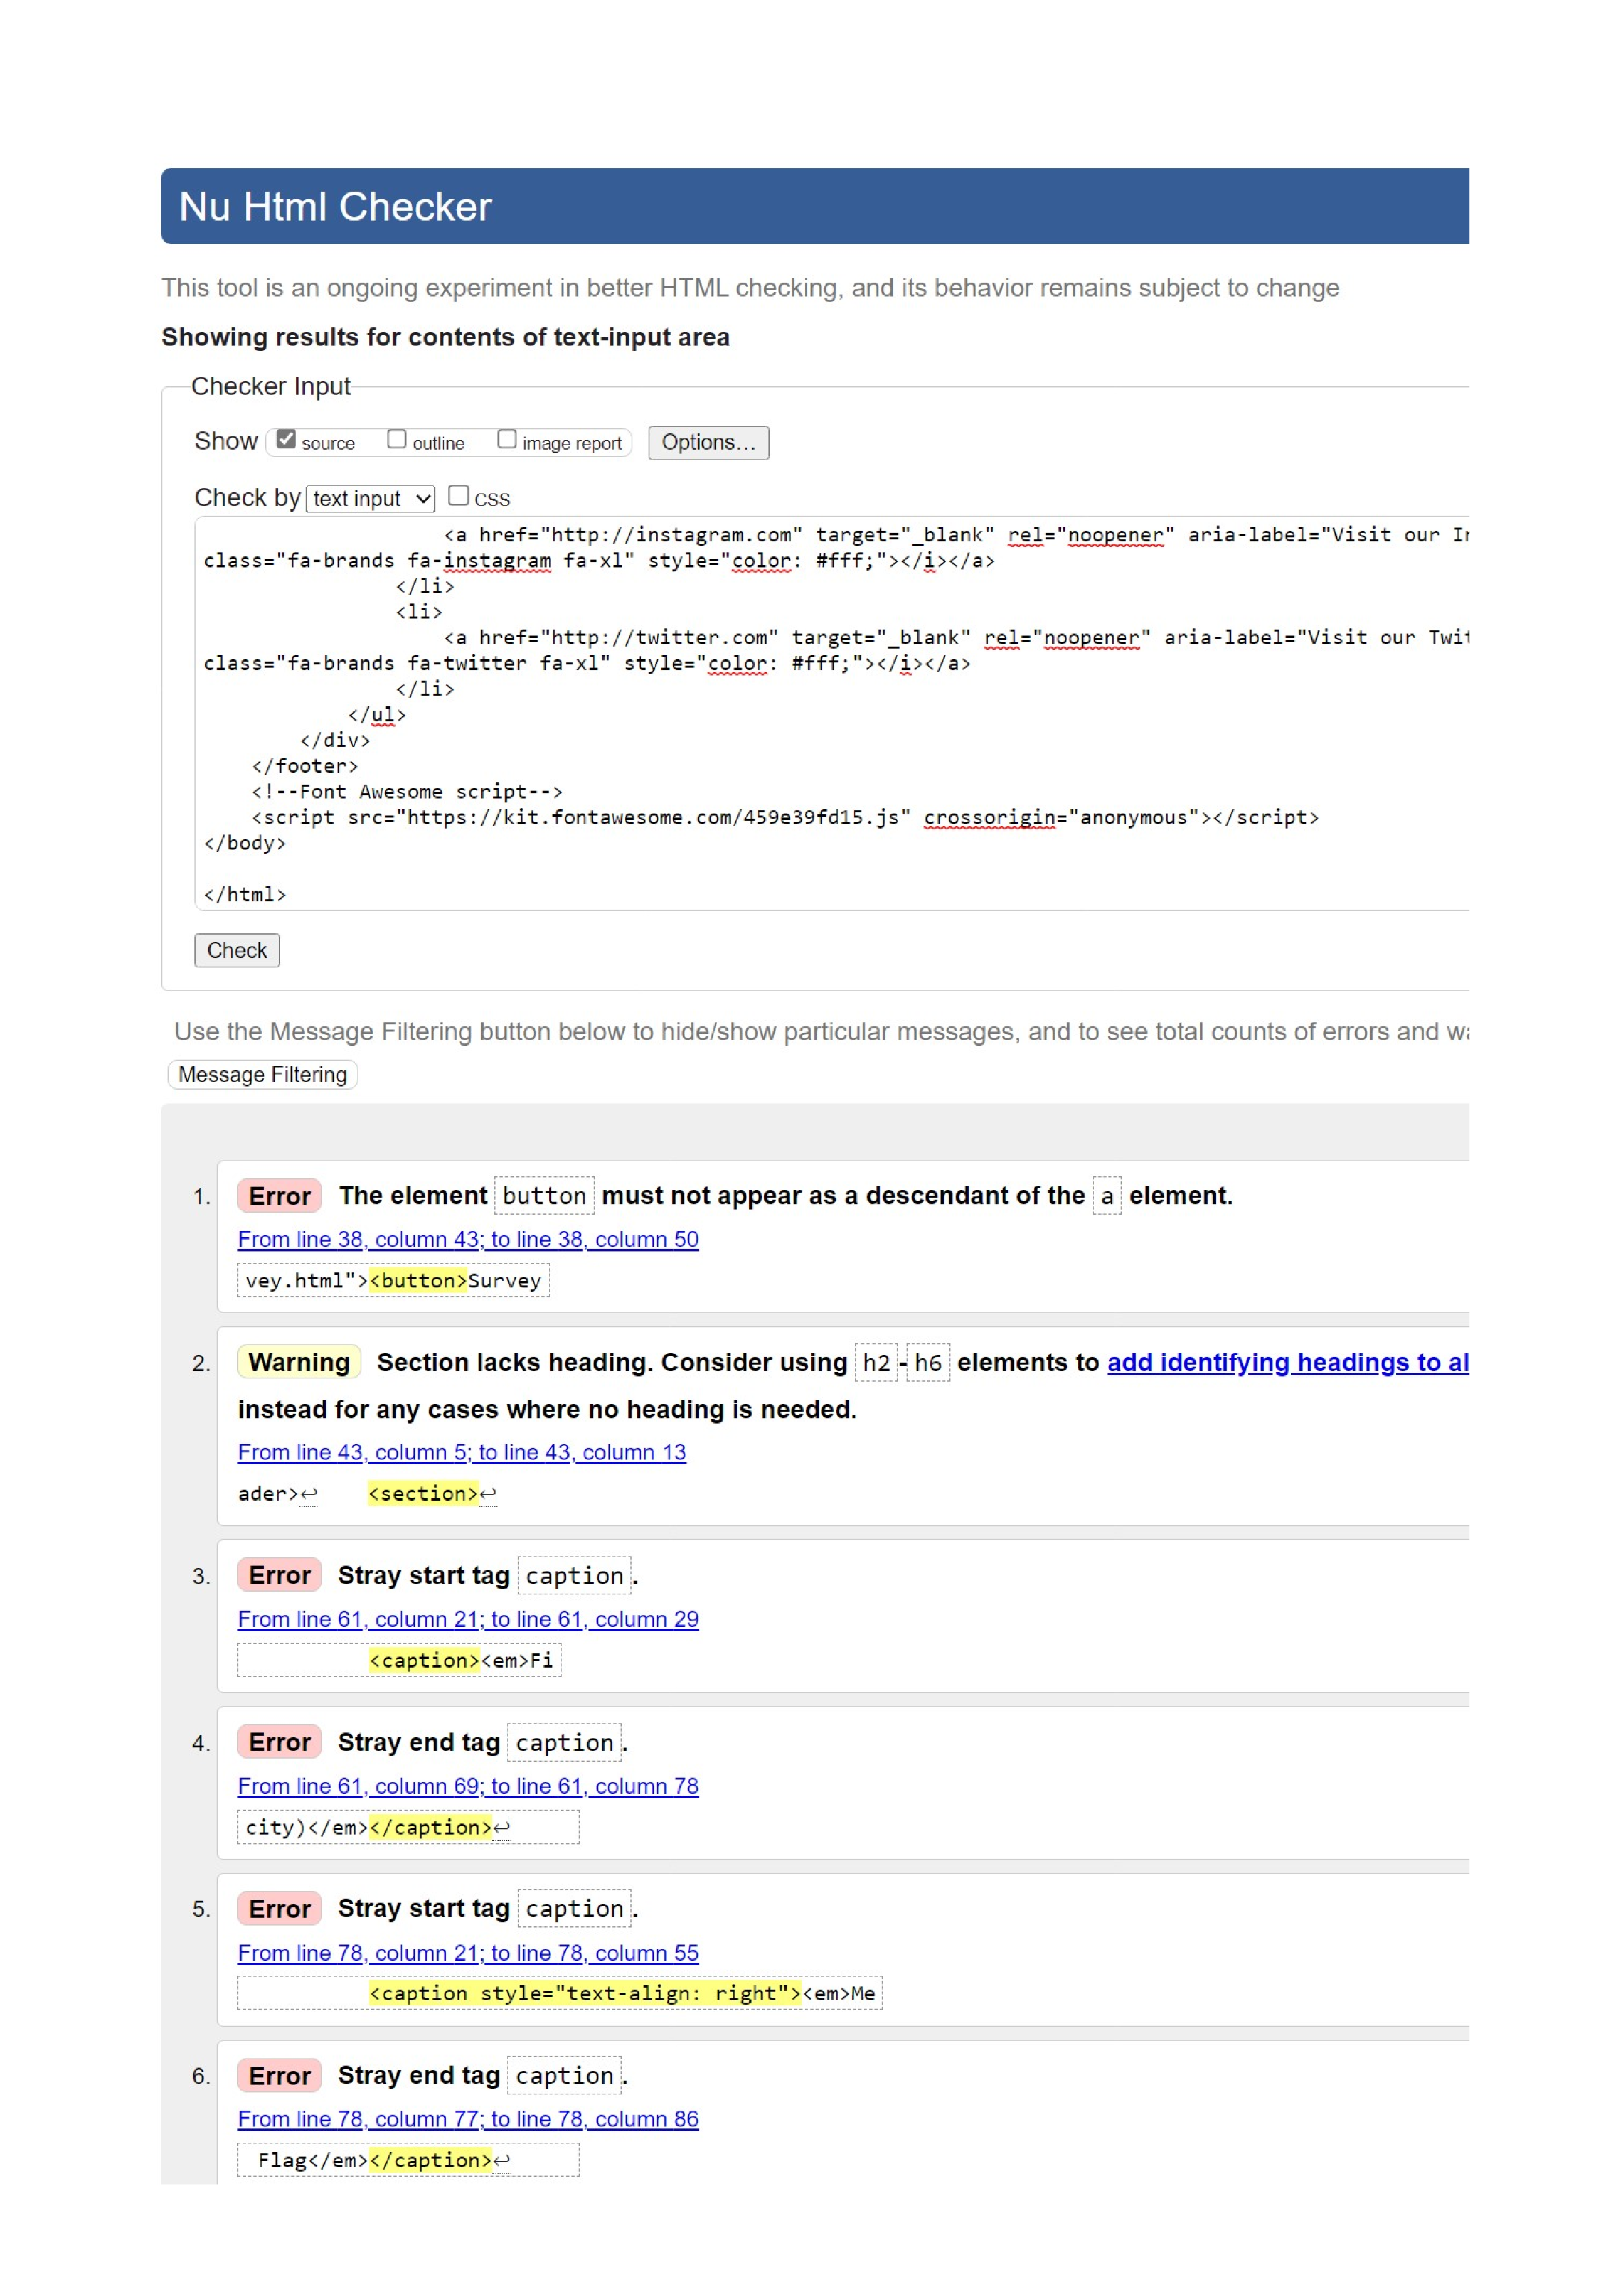 Nu Html Checker
This tool is an ongoing experiment in better HTML checking, and its behavior remains subject to change
Showing results for contents of text-input area
Checker Input
Show source outline image report Options...
Check by text input css
<a href="http://instagram.com" target="_blank" rel="noopener" aria-label="Visit our In
class="fa-brands fa-instagram fa-xl" style="color: #fff;"></i></a>
</li>
<li>
<a href="http://twitter.com" target="_blank" rel="noopener" aria-label="Visit our Twit
class="fa-brands fa-twitter fa-xl" style="color: #fff;"></i></a>
</li>
</ul>
</div>
</footer>
<!--Font Awesome script-->
<script src="https://kit.fontawesome.com/459e39fd15.js" crossorigin="anonymous"></script>
</body>
</html>
Check
Use the Message Filtering button below to hide/show particular messages, and to see total counts of errors and wa
Message Filtering
1. Error The element button must not appear as a descendant of the a element.
From line 38, column 43; to line 38, column 50
vey.html"><button>Survey
2. Warning Section lacks heading. Consider using h2-h6 elements to add identifying headings to al
instead for any cases where no heading is needed.
From line 43, column 5; to line 43, column 13
ader>↩ <section>↩
3. Error Stray start tag caption.
From line 61, column 21; to line 61, column 29
<caption><em>Fi
4. Error Stray end tag caption.
From line 61, column 69; to line 61, column 78
city)</em></caption>↩
5. Error Stray start tag caption.
From line 78, column 21; to line 78, column 55
<caption style="text-align: right"><em>Me
6. Error Stray end tag caption.
From line 78, column 77; to line 78, column 86
Flag</em></caption>↩